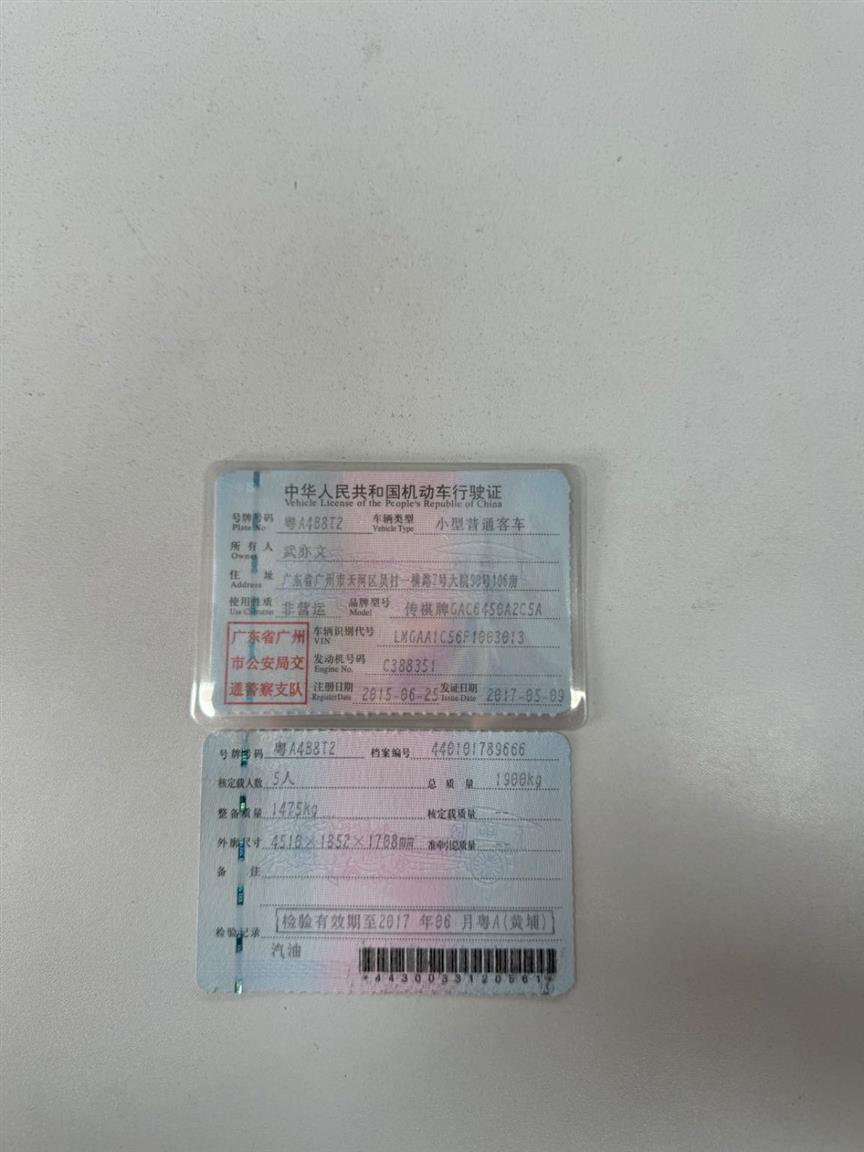 中华人民共和国机动车行驶证
Vehicle License of the People's Republic of China
号牌号码 Plate No 粤A4B8T2 车辆类型 Vehicle Type 小型普通客车
所有人 Owner 武亦文
住址 Address 广东省广州市天河区员村一横路7号大院90号106房
使用性质 Use Character 非营运 品牌型号 Model 传祺牌GAC6450A2C5A
广东省广州
市公安局交
通警察支队
车辆识别代号 VIN LMGAA1C56F1003013
发动机号码 Engine No. C388351
注册日期 Register Date 2015-06-25 发证日期 Issue Date 2017-05-09
号牌号码 粤A4B8T2 档案编号 440101789666
核定载人数 5人 总质量 1900kg
整备质量 1475Kg 核定载质量 --
外廓尺寸 4510×1852×1708mm 准牵引总质量 --
备注
检验记录 检验有效期至2017 年06 月粤A(黄埔)
汽油
*4430033120561*